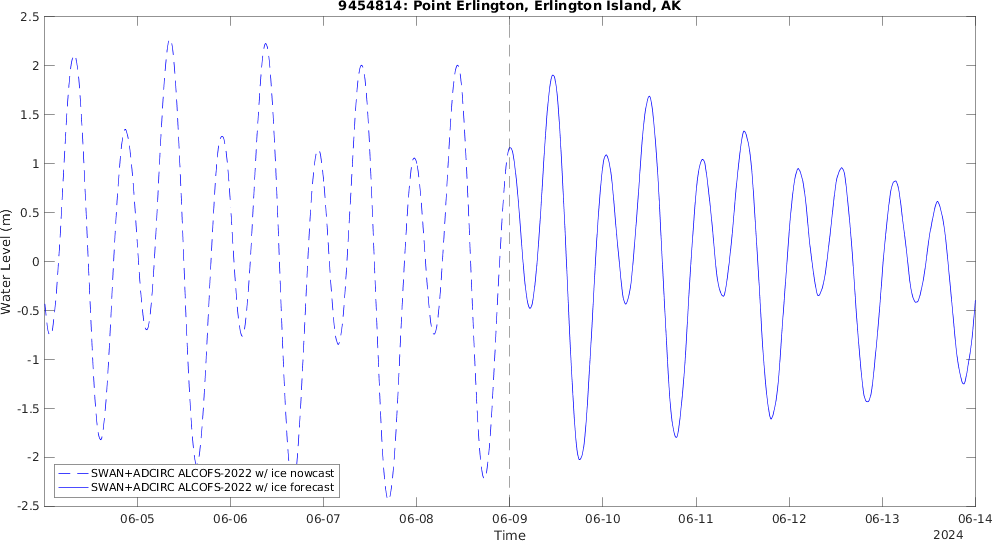 9454814: Point Erlington, Erlington Island, AK
2.5
2
1.5
1
0.5
0
-0.5
-1
-1.5
-2
-2.5
Water Level (m)
SWAN+ADCIRC ALCOFS-2022 w/ ice nowcast
SWAN+ADCIRC ALCOFS-2022 w/ ice forecast
06-05 06-06 06-07 06-08 06-09 06-10 06-11 06-12 06-13 06-14
Time
2024